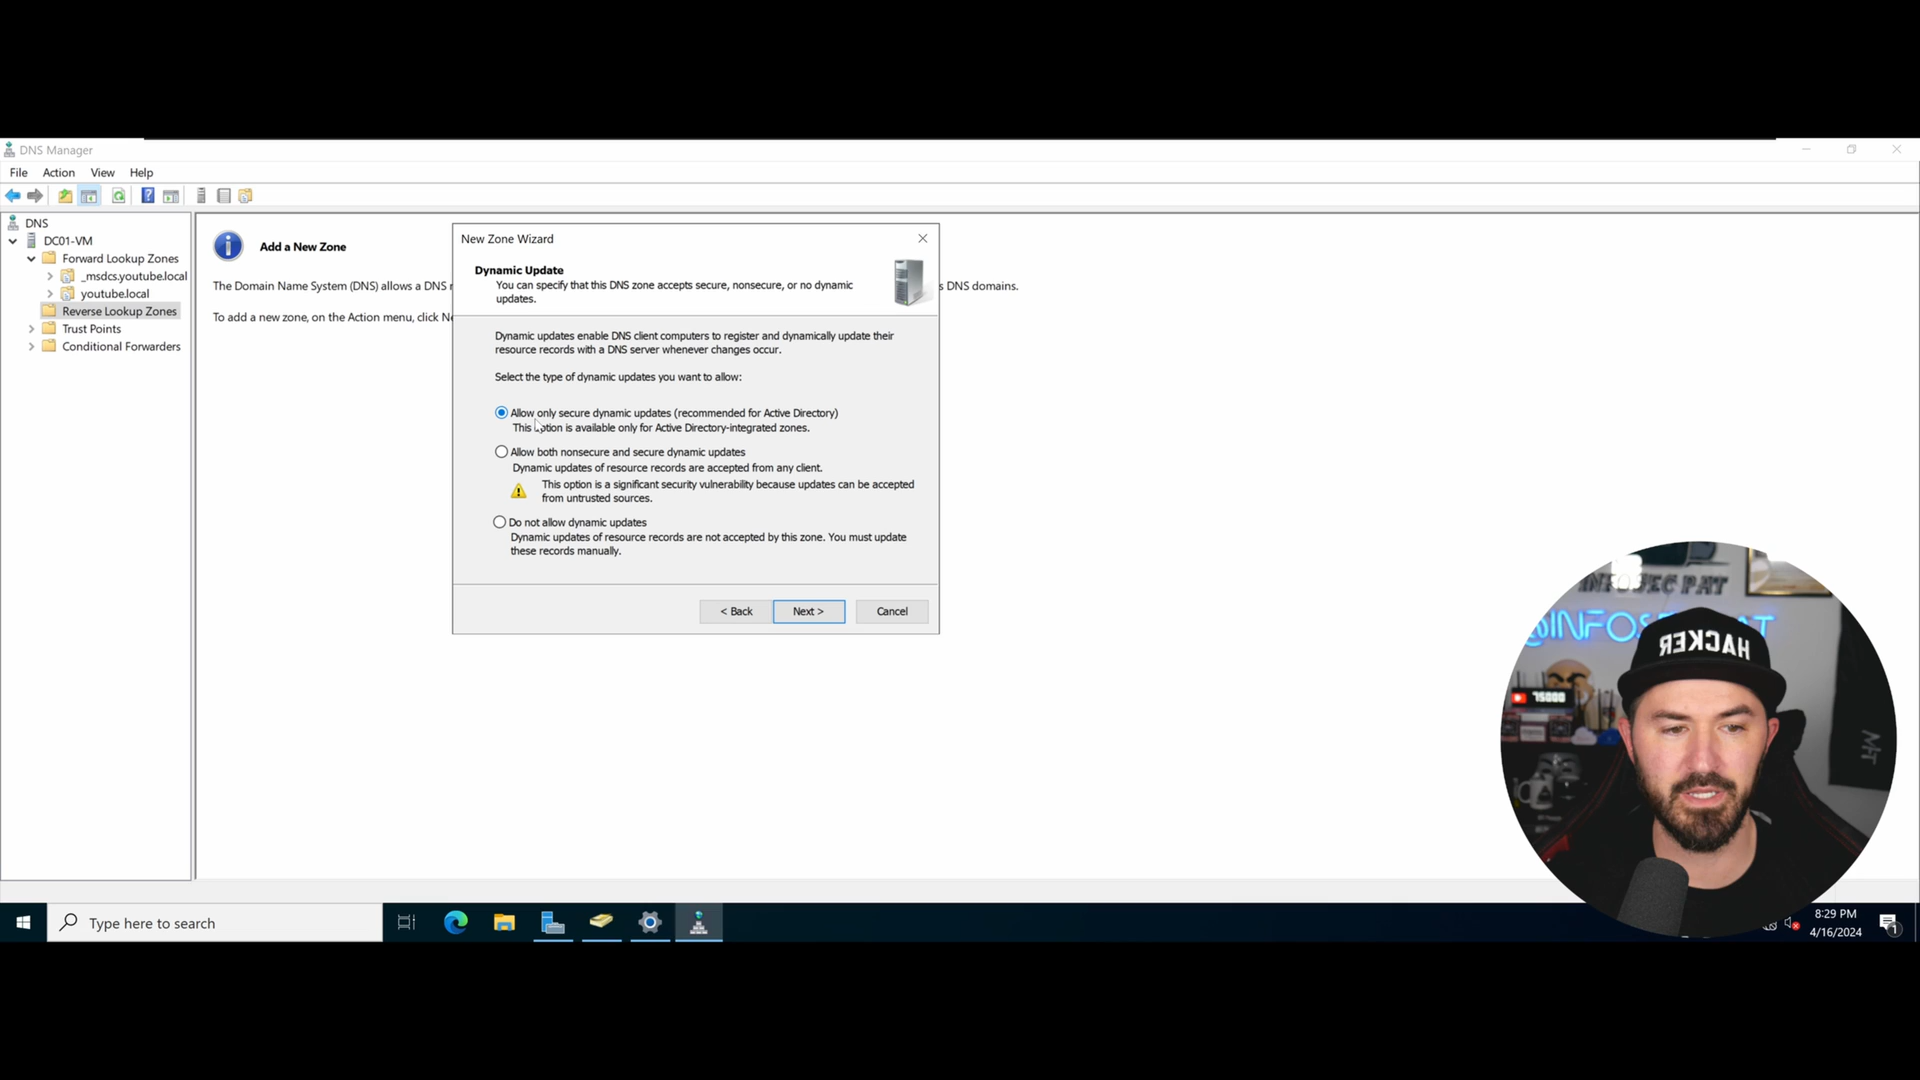 DNS Manager
File Action View Help
DNS
DC01-VM
Forward Lookup Zones
_msdcs.youtube.local
youtube.local
Reverse Lookup Zones
Trust Points
Conditional Forwarders
Add a New Zone
The Domain Name System (DNS) allows a DNS
s DNS domains.
To add a new zone, on the Action menu, click
New Zone Wizard
Dynamic Update
You can specify that this DNS zone accepts secure, nonsecure, or no dynamic
updates.
Dynamic updates enable DNS client computers to register and dynamically update their
resource records with a DNS server whenever changes occur.
Select the type of dynamic updates you want to allow:
Allow only secure dynamic updates (recommended for Active Directory)
This option is available only for Active Directory-integrated zones.
Allow both nonsecure and secure dynamic updates
Dynamic updates of resource records are accepted from any client.
This option is a significant security vulnerability because updates can be accepted
from untrusted sources.
Do not allow dynamic updates
Dynamic updates of resource records are not accepted by this zone. You must update
these records manually.
< Back Next > Cancel
INFOSEC PAT
HACKER
Type here to search
8:29 PM
4/16/2024
1